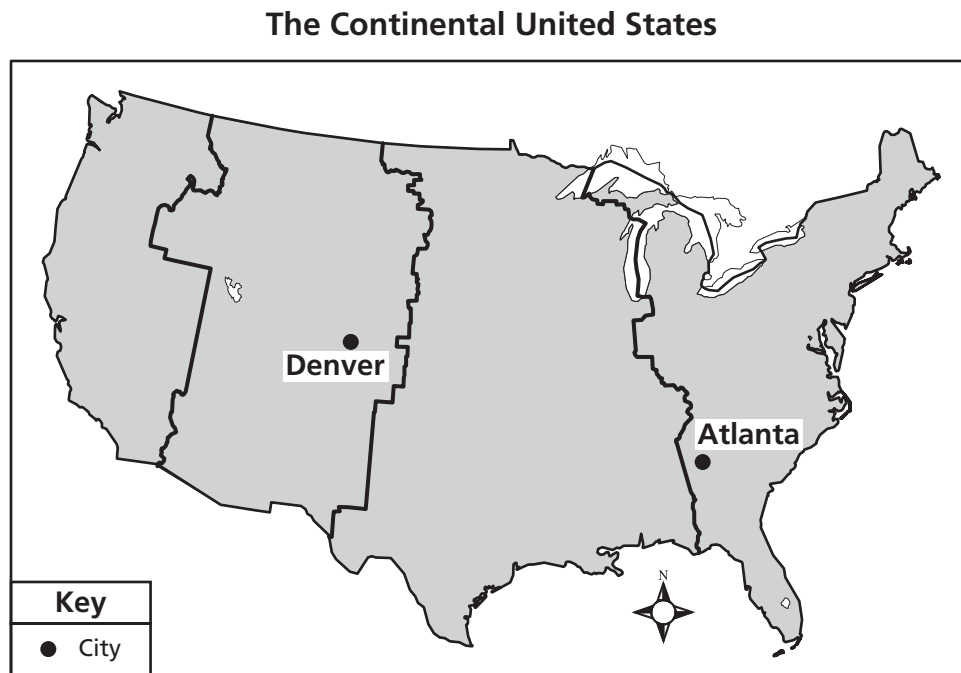 The Continental United States
Denver
Atlanta
N
Key
City